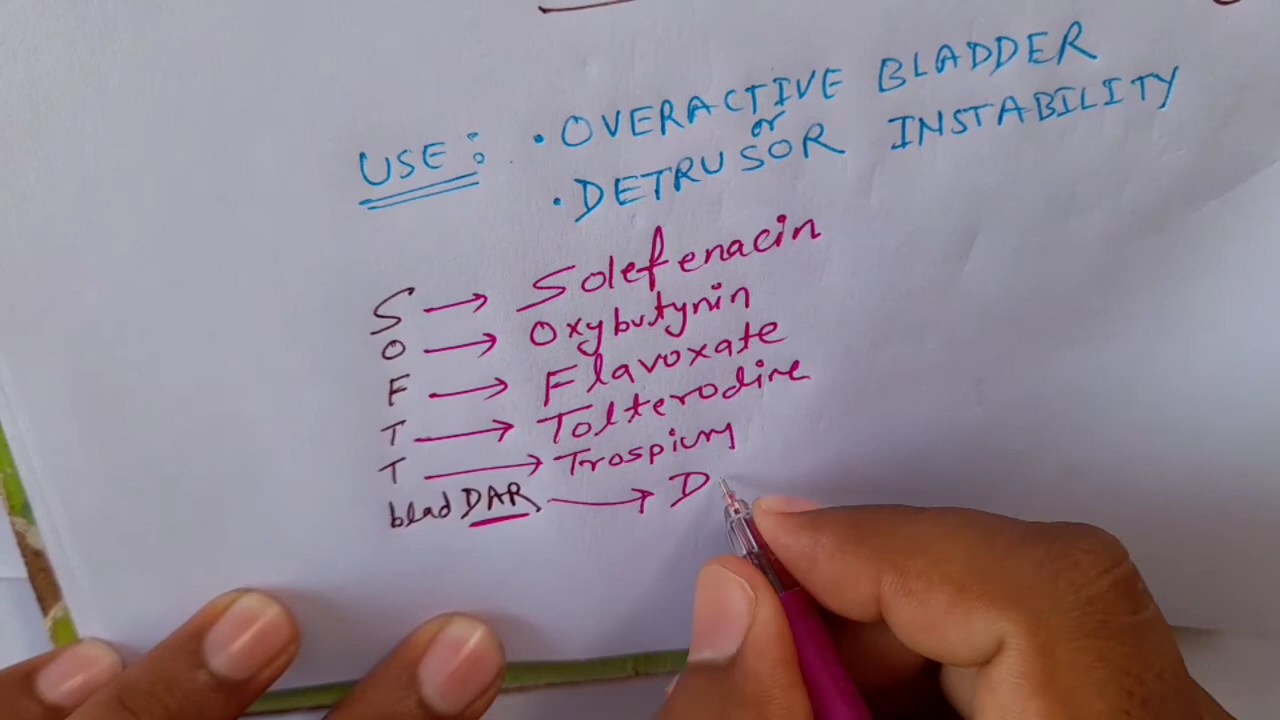 USE: • OVERACTIVE BLADDER
or
• DETRUSOR INSTABILITY
S → Solefenacin
O → Oxybutynin
F → Flavoxate
T → Tolterodine
T → Trospium
bladDAR → D